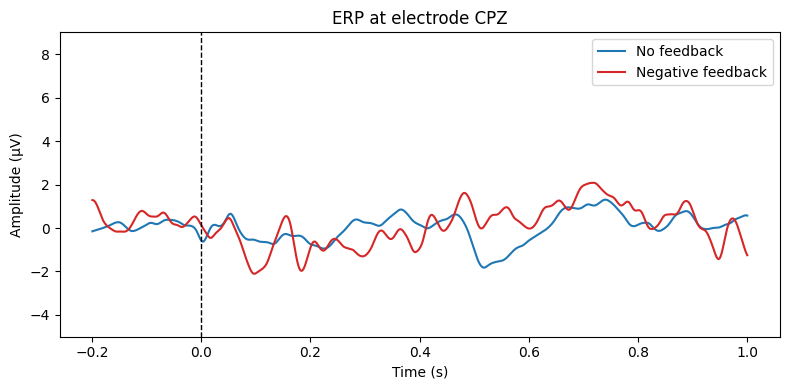 ERP at electrode CPZ
No feedback
Negative feedback
Amplitude (µV)
8
6
4
2
0
−2
−4
−0.2
0.0
0.2
0.4
0.6
0.8
1.0
Time (s)